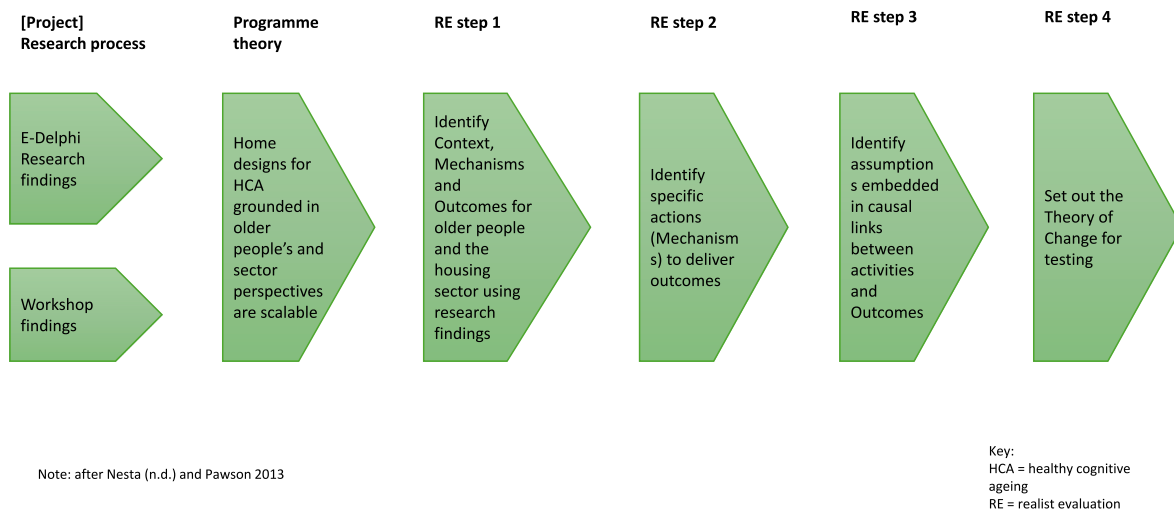 [Project]
Research process
Programme
theory
RE step 1
RE step 2
RE step 3
RE step 4
E-Delphi
Research
findings
Workshop
findings
Home
designs for
HCA
grounded in
older
people’s and
sector
perspectives
are scalable
Identify
Context,
Mechanisms
and
Outcomes for
older people
and the
housing
sector using
research
findings
Identify
specific
actions
(Mechanism
s) to deliver
outcomes
Identify
assumption
s embedded
in causal
links
between
activities
and
Outcomes
Set out the
Theory of
Change for
testing
Note: after Nesta (n.d.) and Pawson 2013
Key:
HCA = healthy cognitive
ageing
RE = realist evaluation